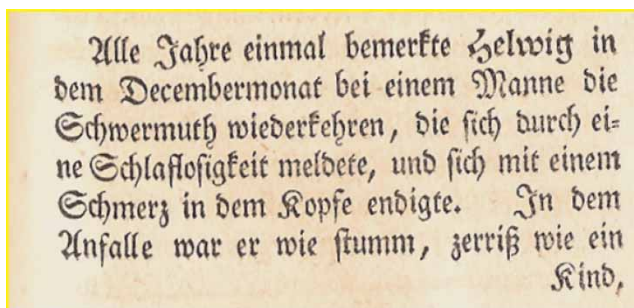 Alle Jahre einmal bemerkte Helwig in
dem Decembermonat bei einem Manne die
Schwermuth wiederkehren, die sich durch ei-
ne Schlaflosigkeit meldete, und sich mit einem
Schmerz in dem Kopfe endigte. In dem
Anfalle war er wie stumm, zerriß wie ein
Kind,